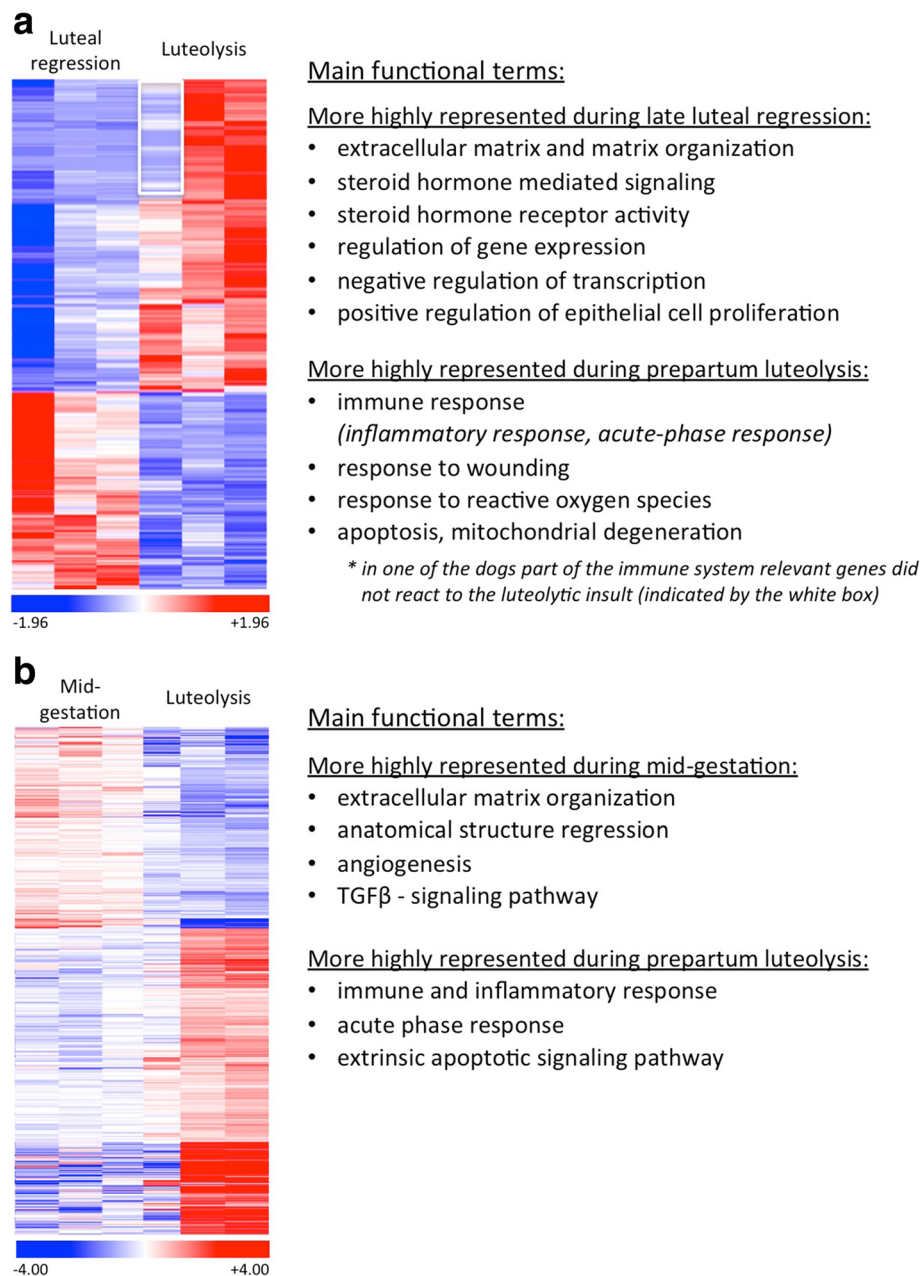 a
Luteal
regression
Luteolysis
-1.96
+1.96
Main functional terms:
More highly represented during late luteal regression:
• extracellular matrix and matrix organization
• steroid hormone mediated signaling
• steroid hormone receptor activity
• regulation of gene expression
• negative regulation of transcription
• positive regulation of epithelial cell proliferation
More highly represented during prepartum luteolysis:
• immune response
(inflammatory response, acute-phase response)
• response to wounding
• response to reactive oxygen species
• apoptosis, mitochondrial degeneration
* in one of the dogs part of the immune system relevant genes did
not react to the luteolytic insult (indicated by the white box)
b
Mid-
gestation
Luteolysis
-4.00
+4.00
Main functional terms:
More highly represented during mid-gestation:
• extracellular matrix organization
• anatomical structure regression
• angiogenesis
• TGFβ - signaling pathway
More highly represented during prepartum luteolysis:
• immune and inflammatory response
• acute phase response
• extrinsic apoptotic signaling pathway